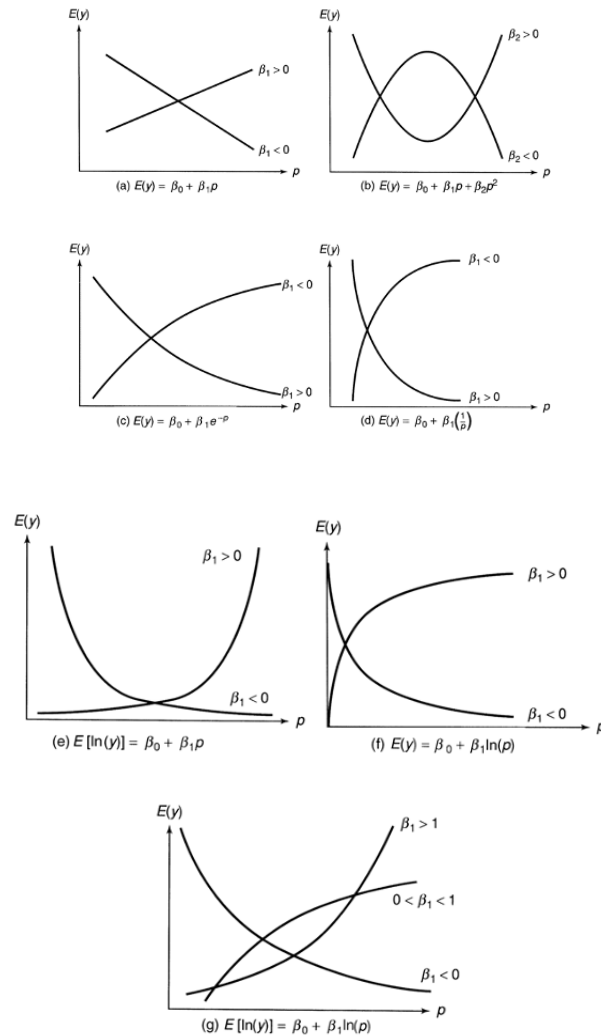 E(y)
β₁ > 0
β₁ < 0
p
(a) E(y) = β₀ + β₁p
E(y)
β₂ > 0
β₂ < 0
p
(b) E(y) = β₀ + β₁p + β₂p²
E(y)
β₁ < 0
β₁ > 0
p
(c) E(y) = β₀ + β₁e⁻ᵖ
E(y)
β₁ < 0
β₁ > 0
p
(d) E(y) = β₀ + β₁(1/p)
E(y)
β₁ > 0
β₁ < 0
p
(e) E [ln(y)] = β₀ + β₁p
E(y)
β₁ > 0
β₁ < 0
p
(f) E(y) = β₀ + β₁ln(p)
E(y)
β₁ > 1
0 < β₁ < 1
β₁ < 0
p
(g) E [ln(y)] = β₀ + β₁ln(p)